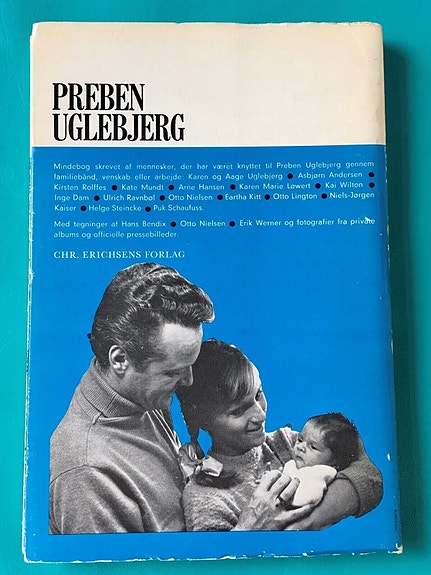 PREBEN
UGLEBJERG
Mindebog skrevet af mennesker, der har været knyttet til Preben Uglebjerg gennem
familiebånd, venskab eller arbejde: Karen og Aage Uglebjerg ● Asbjørn Andersen ●
Kirsten Rolffes ● Kate Mundt ● Arne Hansen ● Karen Marie Løwert ● Kai Wilton ●
Inge Dam ● Ulrich Ravnbøl ● Otto Nielsen ● Eartha Kitt ● Otto Lington ● Niels-Jørgen
Kaiser ● Helge Steincke ● Puk Schaufuss.
Med tegninger af Hans Bendix ● Otto Nielsen ● Erik Werner og fotografier fra private
albums og officielle pressebilleder.
CHR. ERICHSENS FORLAG